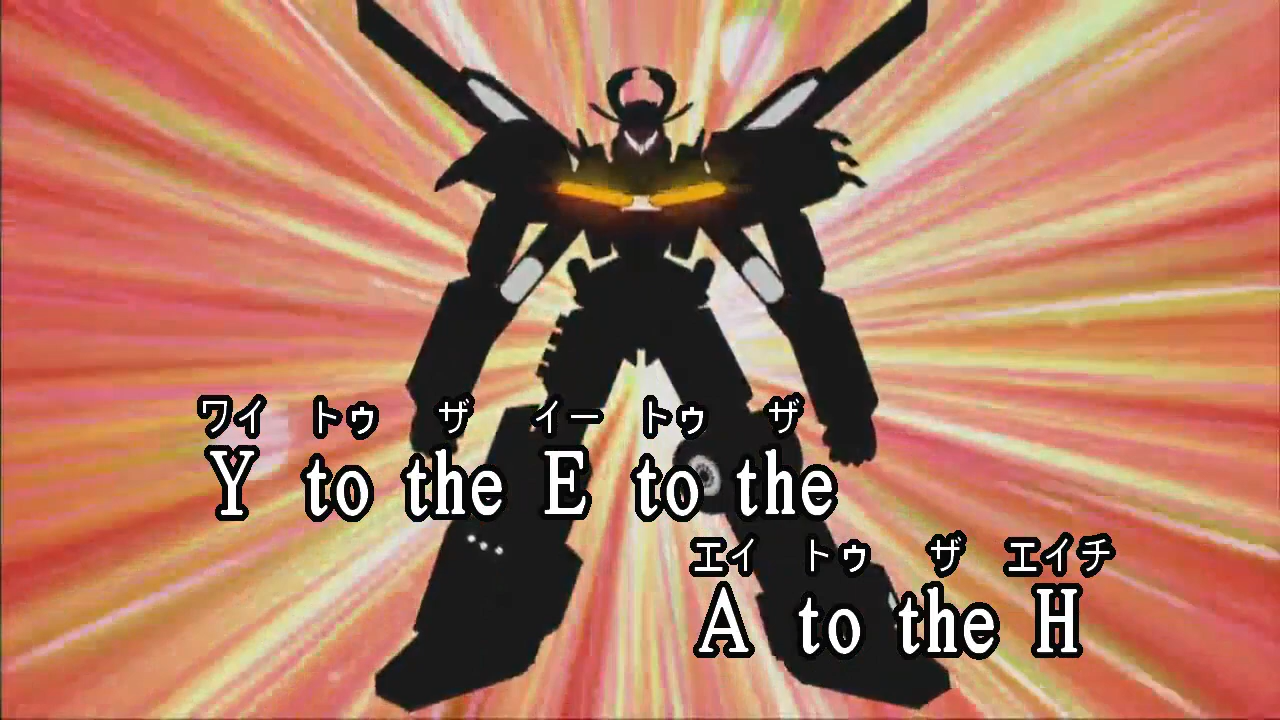 ワイ トゥ ザ イー トゥ ザ
Y to the E to the
エイ トゥ ザ エイチ
A to the H